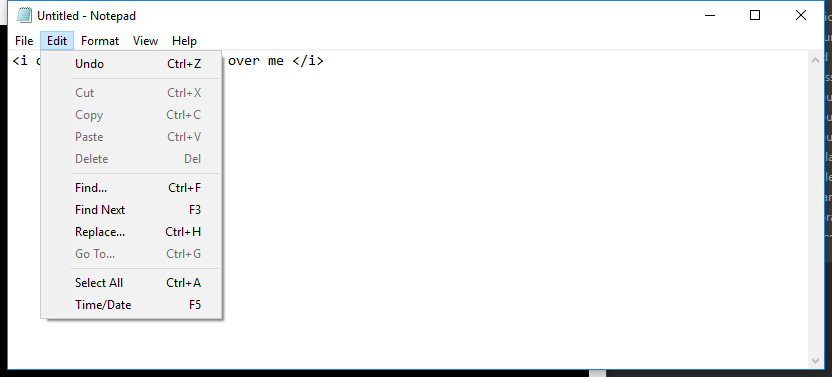 Untitled - Notepad
File Edit Format View Help
<i over me </i>
Undo Ctrl+Z
Cut Ctrl+X
Copy Ctrl+C
Paste Ctrl+V
Delete Del
Find... Ctrl+F
Find Next F3
Replace... Ctrl+H
Go To... Ctrl+G
Select All Ctrl+A
Time/Date F5